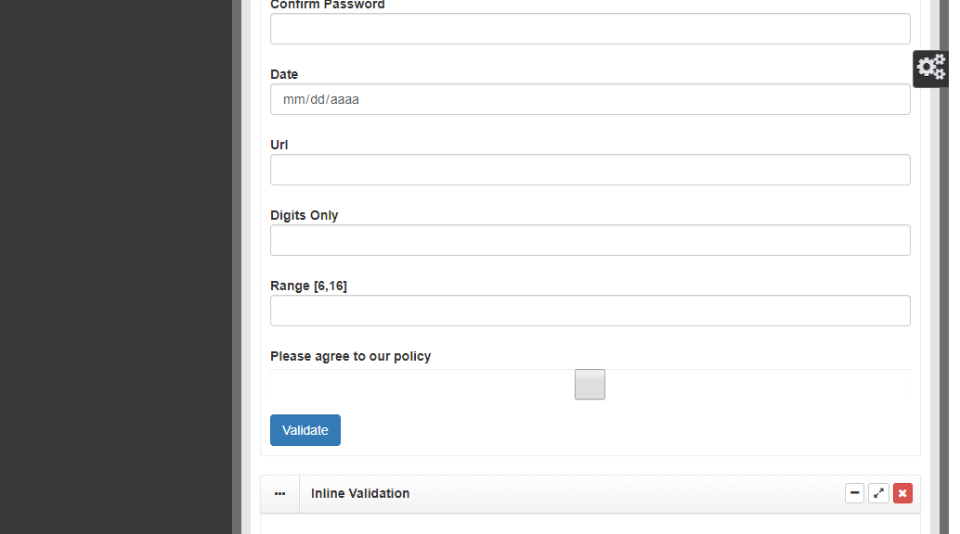 Confirm Password
Date
mm/dd/aaaa
Url
Digits Only
Range [6,16]
Please agree to our policy
Validate
Inline Validation